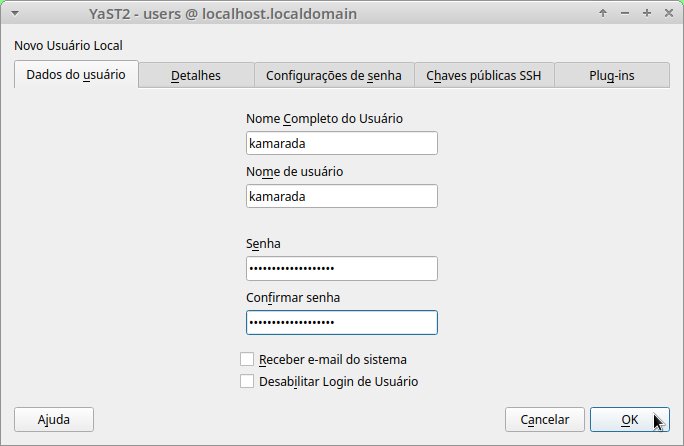 YaST2 - users @ localhost.localdomain
Novo Usuário Local
Dados do usuário Detalhes Configurações de senha Chaves públicas SSH Plug-ins
Nome Completo do Usuário
kamarada
Nome de usuário
kamarada
Senha
•••••••••••••••••••
Confirmar senha
•••••••••••••••••••
Receber e-mail do sistema
Desabilitar Login de Usuário
Ajuda Cancelar OK